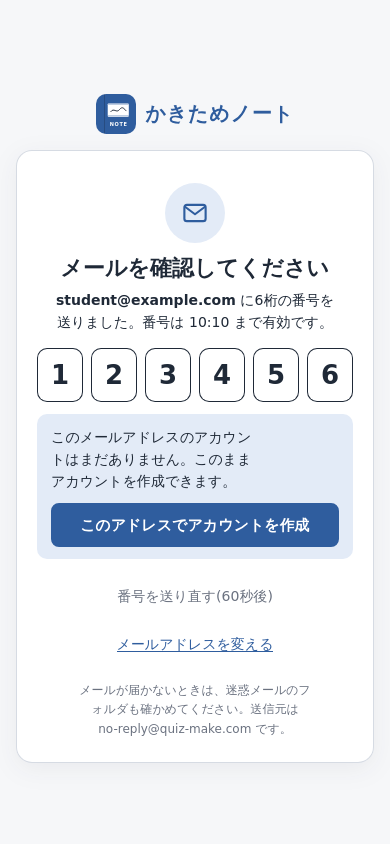 NOTE
かきためノート
メールを確認してください
student@example.com に6桁の番号を
送りました。番号は 10:10 まで有効です。
1 2 3 4 5 6
このメールアドレスのアカウン
トはまだありません。このまま
アカウントを作成できます。
このアドレスでアカウントを作成
番号を送り直す(60秒後)
メールアドレスを変える
メールが届かないときは、迷惑メールのフ
ォルダも確かめてください。送信元は
no-reply@quiz-make.com です。